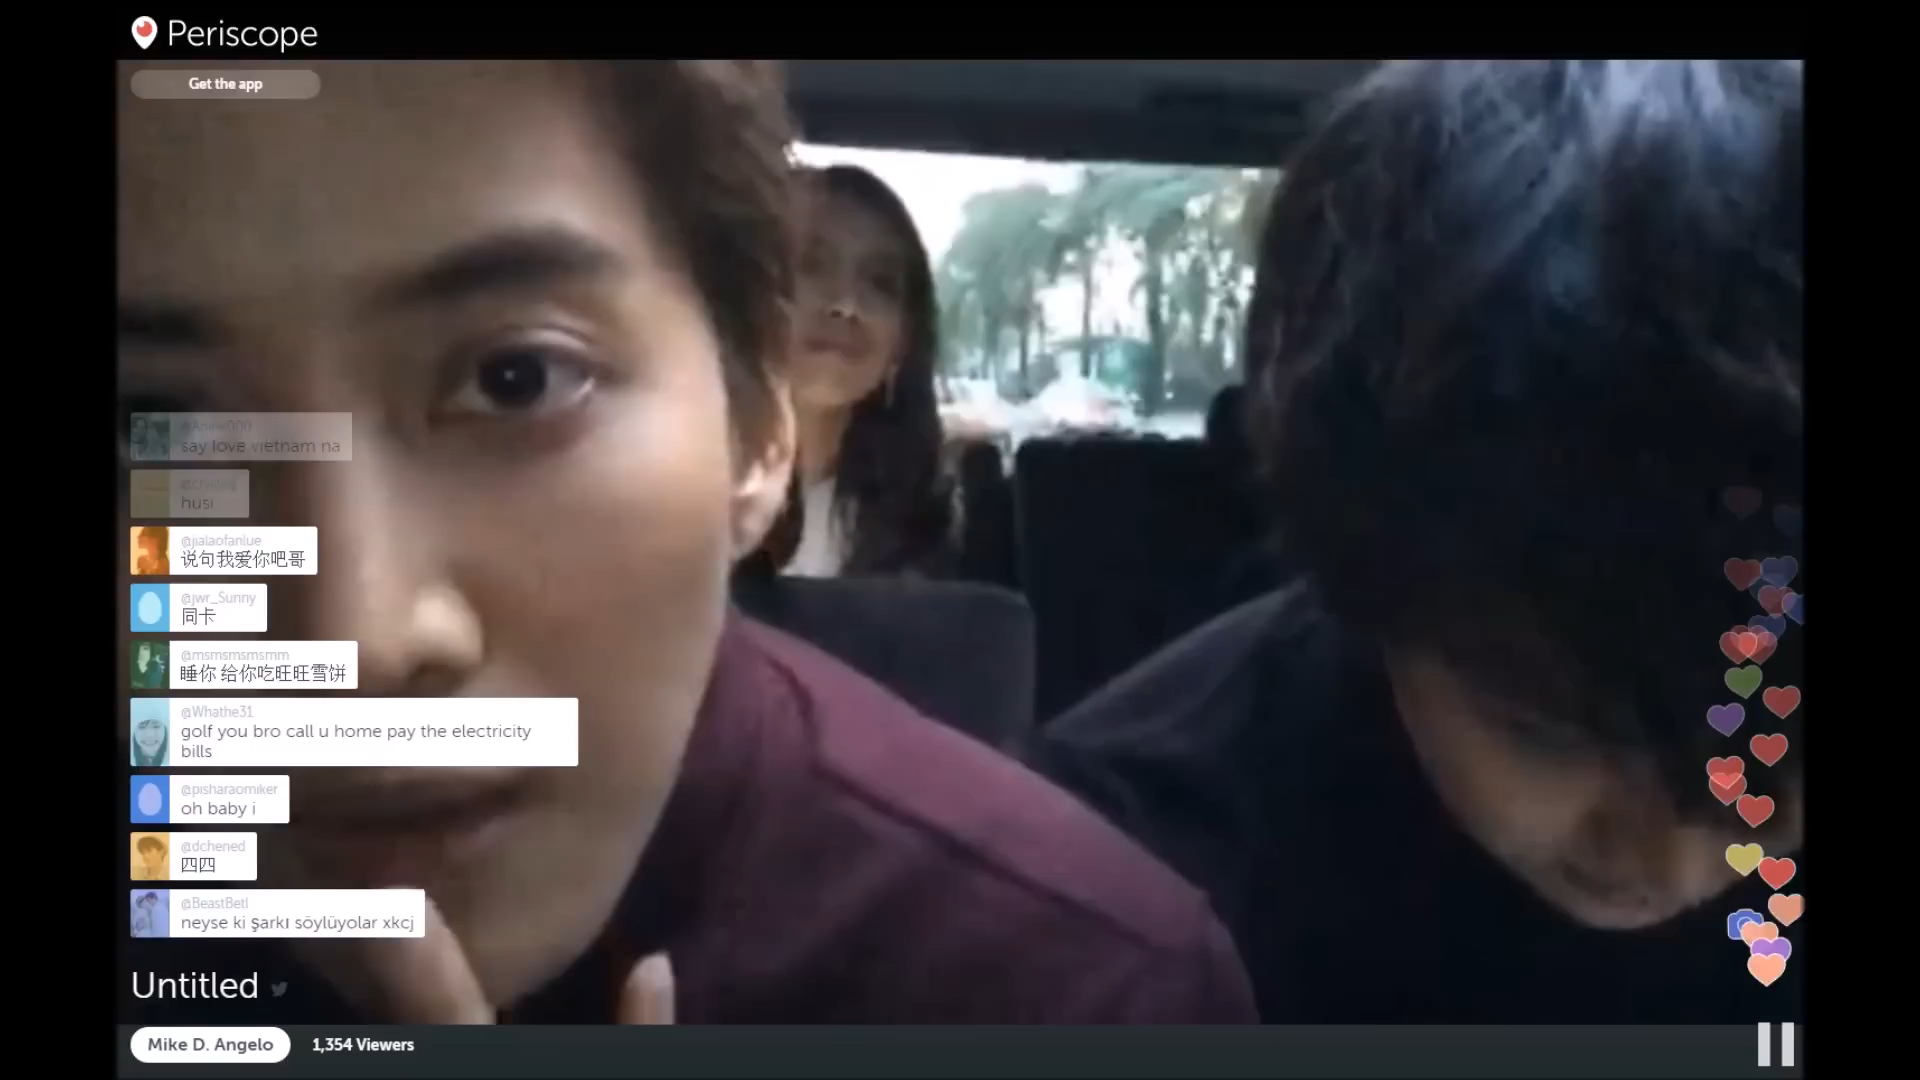 Periscope
Get the app
say love vietnam na
husi
@jialaofanlue
说句我爱你吧哥
@jwr_Sunny
同卡
@msmsmsmsmm
睡你 给你吃旺旺雪饼
@Whathe31
golf you bro call u home pay the electricity
bills
@pisharaomiker
oh baby i
@dchened
四四
@BeastBetl
neyse ki şarkı söylüyolar xkcj
Untitled
Mike D. Angelo
1,354 Viewers